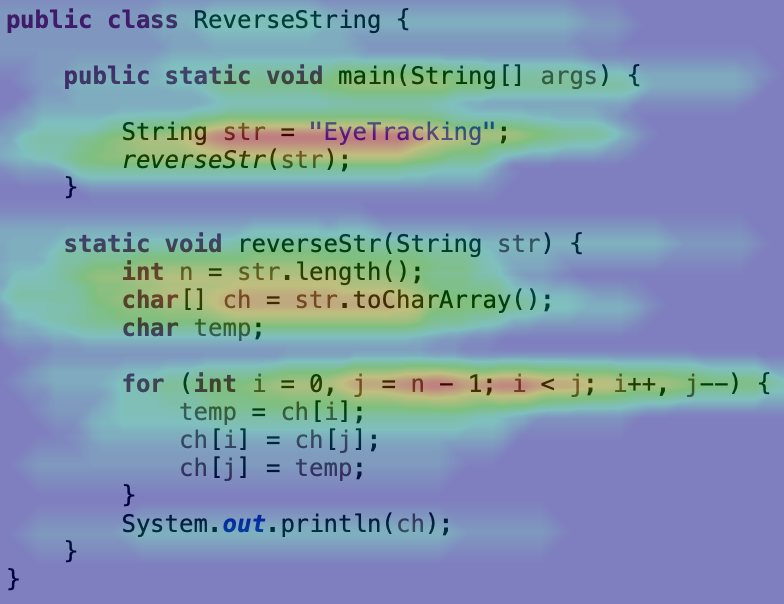 public class ReverseString {
public static void main(String[] args) {
String str = "EyeTracking";
reverseStr(str);
}
static void reverseStr(String str) {
int n = str.length();
char[] ch = str.toCharArray();
char temp;
for (int i = 0, j = n - 1; i < j; i++, j--) {
temp = ch[i];
ch[i] = ch[j];
ch[j] = temp;
}
System.out.println(ch);
}
}